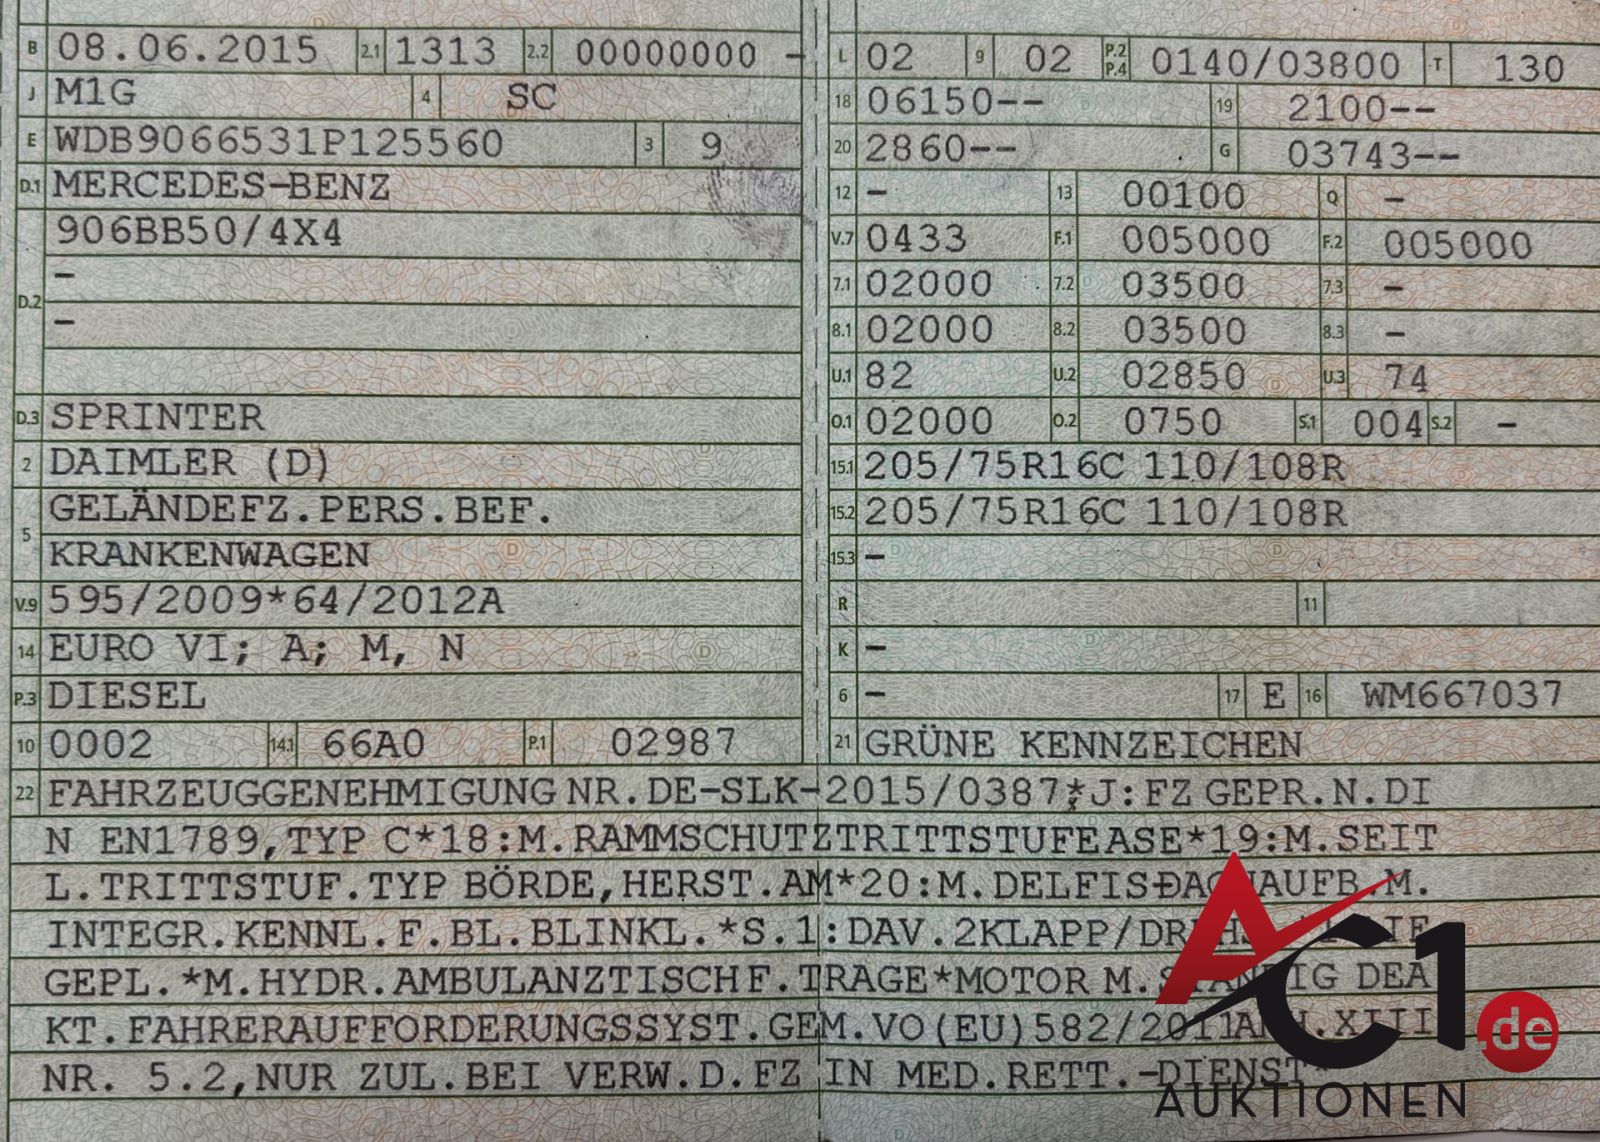 B 08.06.2015 2.1 1313 2.2 00000000 -
J M1G 4 SC
E WDB9066531P125560 3 9
D.1 MERCEDES-BENZ
906BB50/4X4
D.2 -
-
D.3 SPRINTER
2 DAIMLER (D)
GELÄNDEFZ.PERS.BEF.
5 KRANKENWAGEN
V.9 595/2009*64/2012A
14 EURO VI; A; M, N
P.3 DIESEL
10 0002 14.1 66A0 P.1 02987
L 02 9 02 P.2 P.4 0140/03800 T 130
18 06150-- 19 2100--
20 2860-- G 03743--
12 - 13 00100 Q -
V.7 0433 F.1 005000 F.2 005000
7.1 02000 7.2 03500 7.3 -
8.1 02000 8.2 03500 8.3 -
U.1 82 U.2 02850 U.3 74
O.1 02000 O.2 0750 S.1 004 S.2 -
15.1 205/75R16C 110/108R
15.2 205/75R16C 110/108R
15.3 -
R 11
K -
6 - 17 E 16 WM667037
21 GRÜNE KENNZEICHEN
22 FAHRZEUGGENEHMIGUNG NR.DE-SLK-2015/0387*J:FZ GEPR.N.DI
N EN1789,TYP C*18:M.RAMMSCHUTZTRITTSTUFEASE*19:M.SEIT
L.TRITTSTUF.TYP BÖRDE,HERST.AM*20:M.DELFIS-DACHAUFB.M.
INTEGR.KENNL.F.BL.BLINKL.*S.1:DAV.2KLAPP/
GEPL.*M.HYDR.AMBULANZTISCH F.TRAGE*MOTOR M.STÄNDIG DEA
KT.FAHRERAUFFORDERUNGSSYST.GEM.VO(EU)582/2011ANH.XIII
NR. 5.2,NUR ZUL.BEI VERW.D.FZ IN MED.RETT.-DIENST*
AC1.de
AUKTIONEN